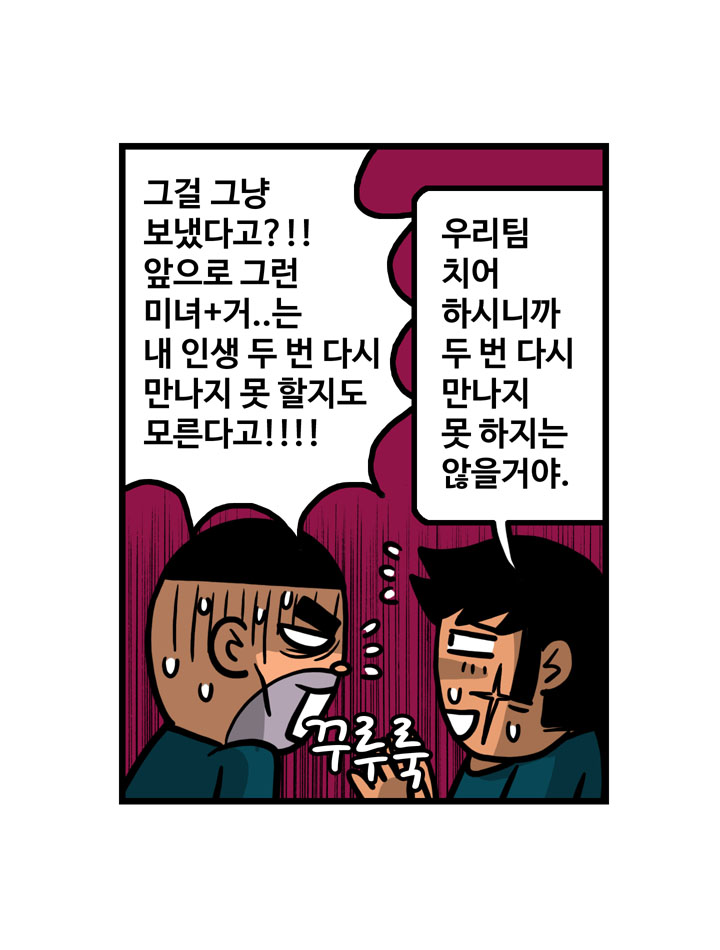 그걸 그냥
보냈다고?!!
앞으로 그런
미녀+거..는
내 인생 두 번 다시
만나지 못 할지도
모른다고!!!!
우리팀
치어
하시니까
두 번 다시
만나지
못 하지는
않을거야.
꾸루룩